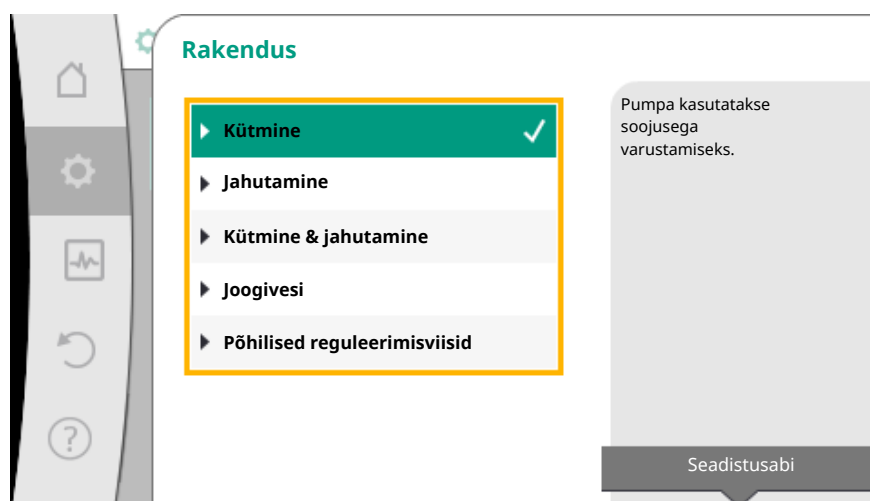 Rakendus
Kütmine
Jahutamine
Kütmine & jahutamine
Joogivesi
Põhilised reguleerimisviisid
Pumpa kasutatakse
soojusega
varustamiseks.
Seadistusabi
?